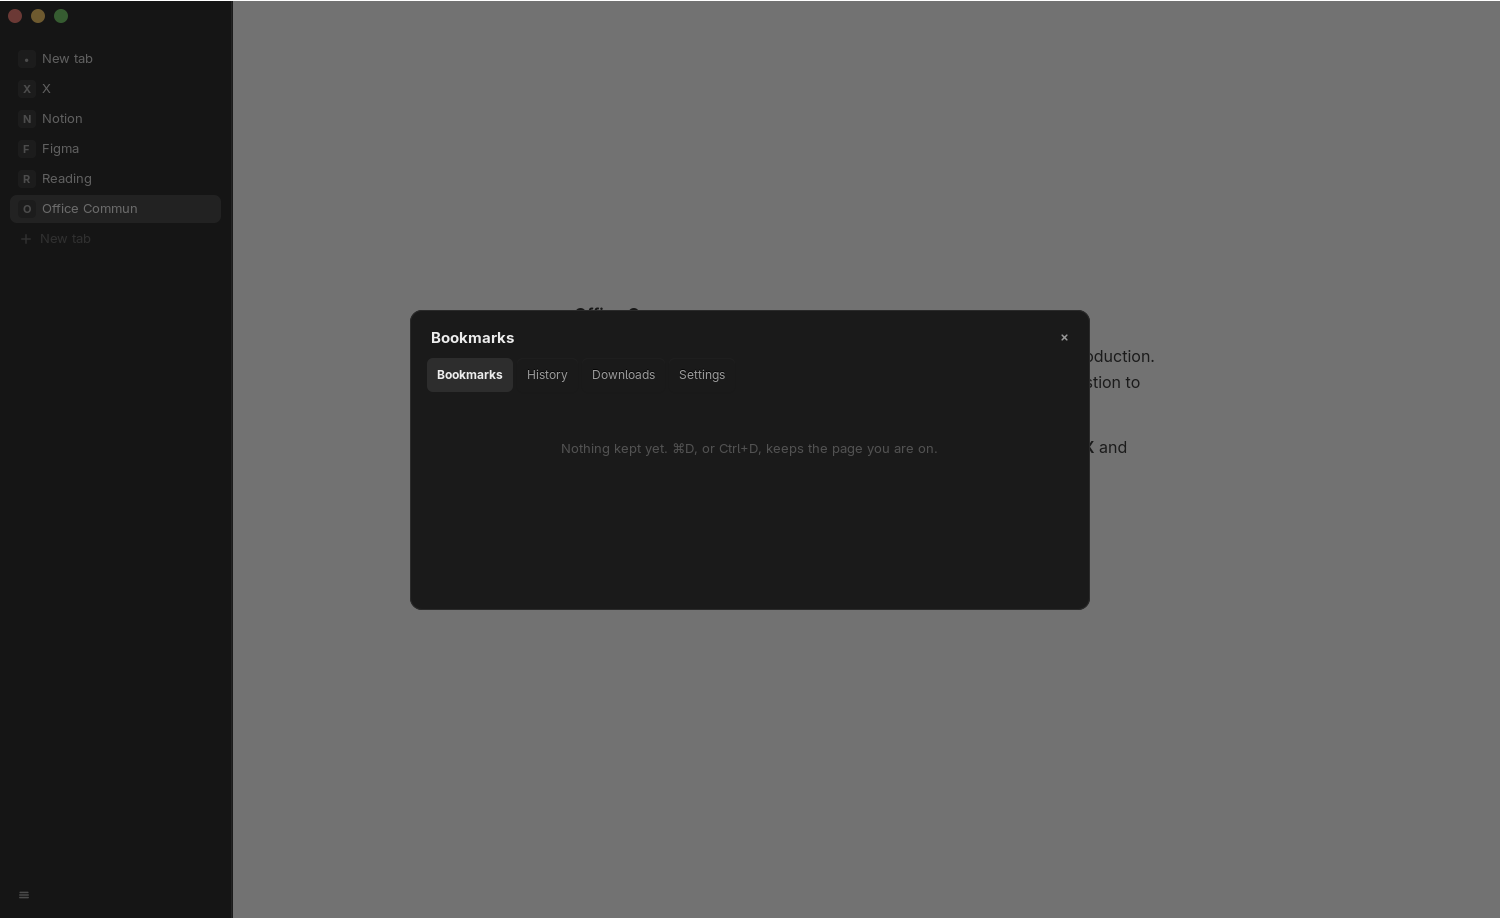 New tab
X X
N Notion
F Figma
R Reading
O Office Commun
+ New tab
Bookmarks
×
Bookmarks History Downloads Settings
Nothing kept yet. ⌘D, or Ctrl+D, keeps the page you are on.
oduction.
stion to
X and